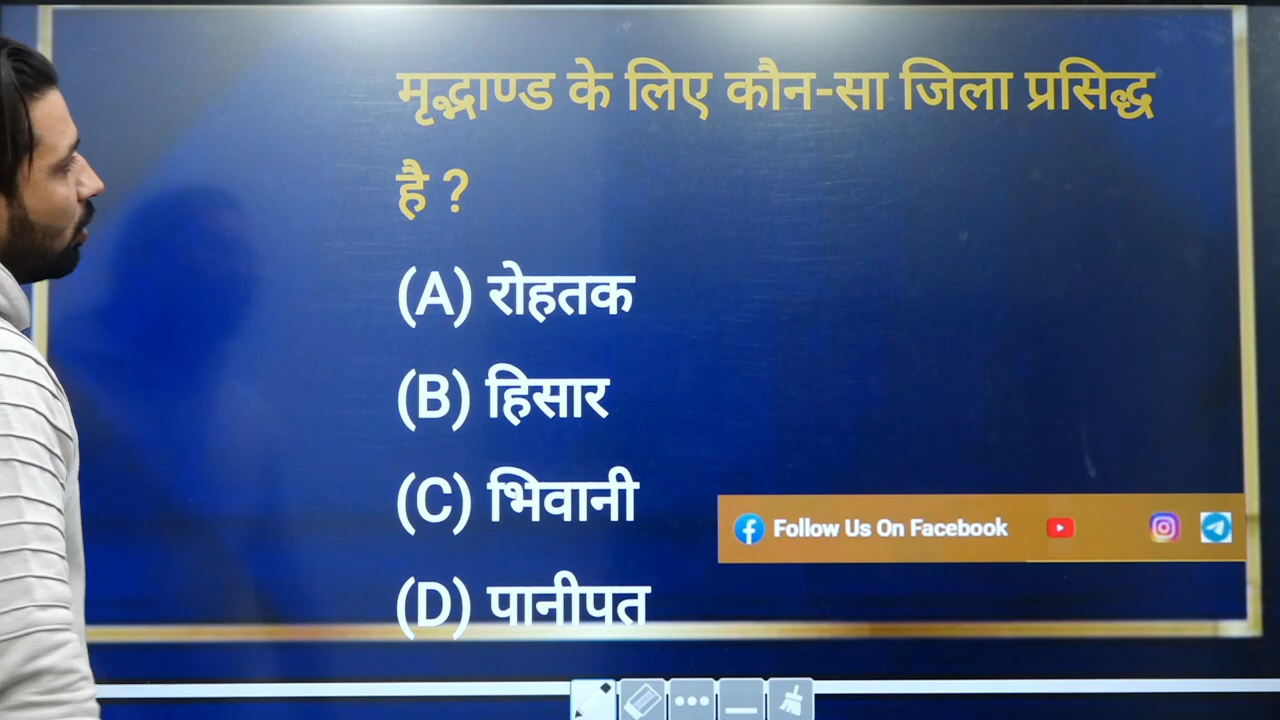 मृद्भाण्ड के लिए कौन-सा जिला प्रसिद्ध
है ?
(A) रोहतक
(B) हिसार
(C) भिवानी
(D) पानीपत
Follow Us On Facebook